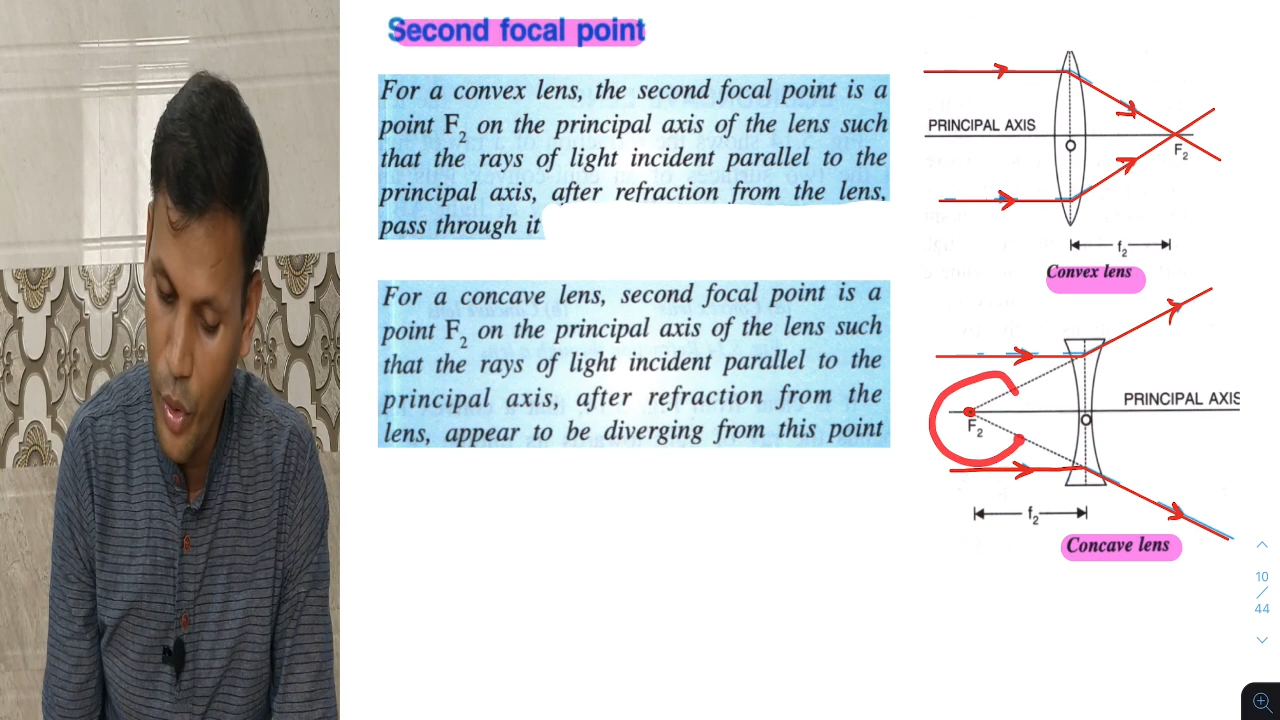 Second focal point
For a convex lens, the second focal point is a
point F₂ on the principal axis of the lens such
that the rays of light incident parallel to the
principal axis, after refraction from the lens,
pass through it
For a concave lens, second focal point is a
point F₂ on the principal axis of the lens such
that the rays of light incident parallel to the
principal axis, after refraction from the
lens, appear to be diverging from this point
PRINCIPAL AXIS
O
F₂
f₂
Convex lens
PRINCIPAL AXIS
O
F₂
f₂
Concave lens
10
/
44